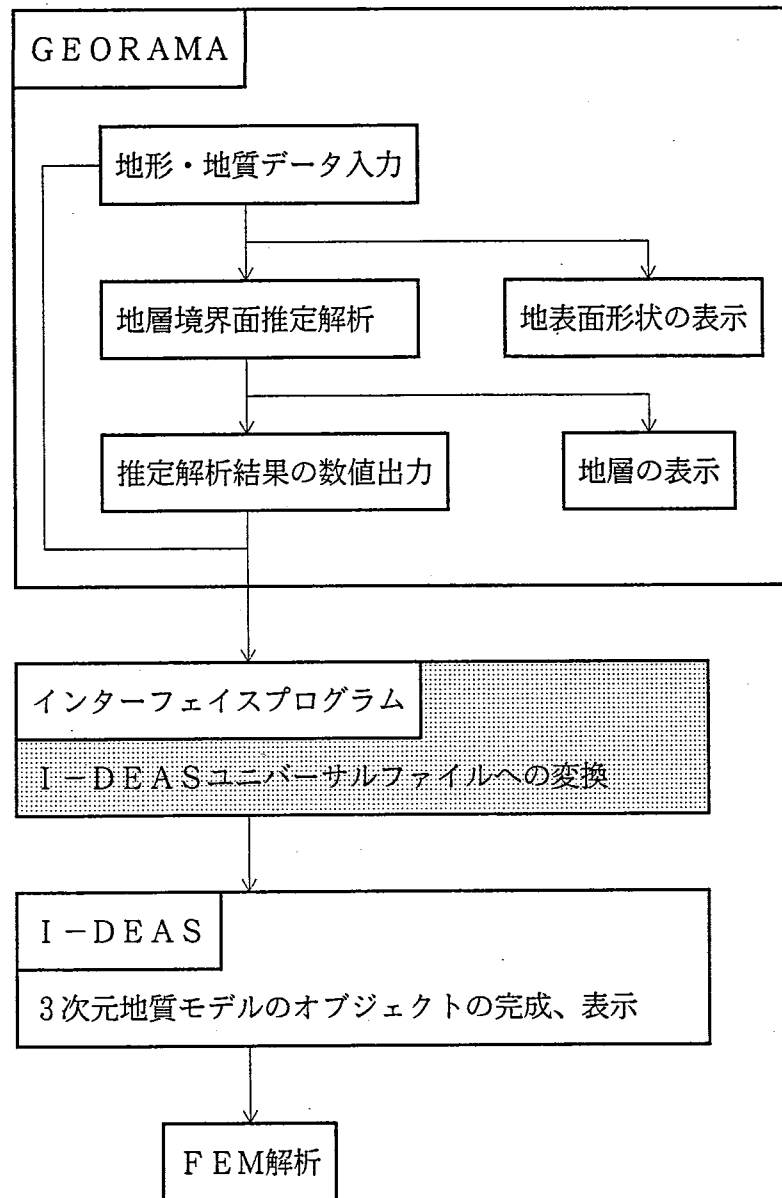 GEORAMA
地形・地質データ入力
地層境界面推定解析
地表面形状の表示
推定解析結果の数値出力
地層の表示
インターフェイスプログラム
I-DEASユニバーサルファイルへの変換
I-DEAS
3次元地質モデルのオブジェクトの完成、表示
FEM解析